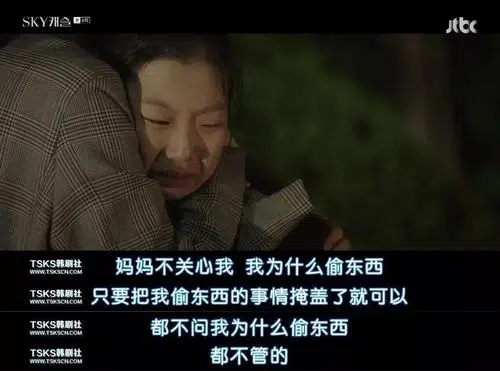 SKY캐슬
jtbc
TSKS韩剧社
WWW.TSKSCN.COM
妈妈不关心我 我为什么偷东西
TSKS韩剧社
WWW.TSKSCN.COM
只要把我偷东西的事情掩盖了就可以
TSKS韩剧社
WWW.TSKSCN.COM
都不问我为什么偷东西
TSKS韩剧社
WWW.TSKSCN.COM
都不管的